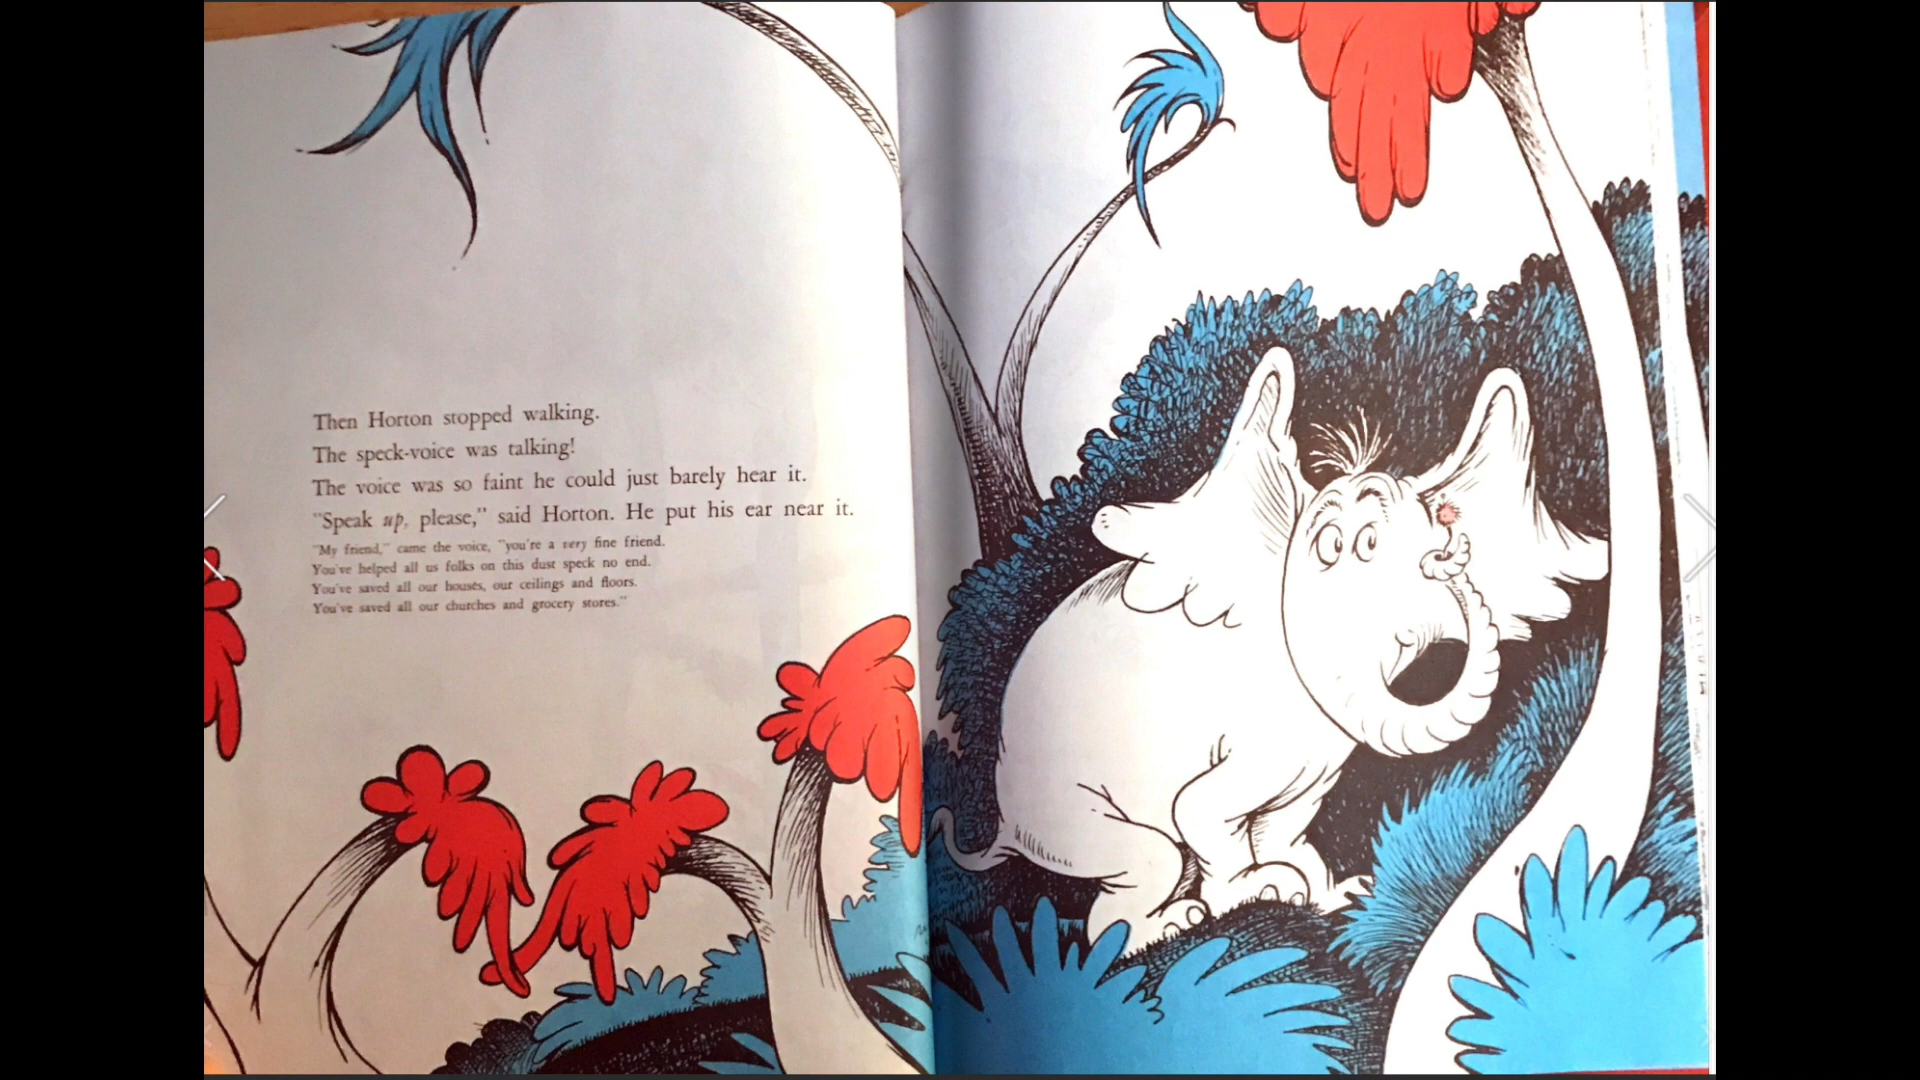 Then Horton stopped walking.
The speck-voice was talking!
The voice was so faint he could just barely hear it.
"Speak up, please," said Horton. He put his ear near it.
"My friend," came the voice, "you're a very fine friend.
You've helped all us folks on this dust speck no end.
You've saved all our houses, our ceilings and floors.
You've saved all our churches and grocery stores."